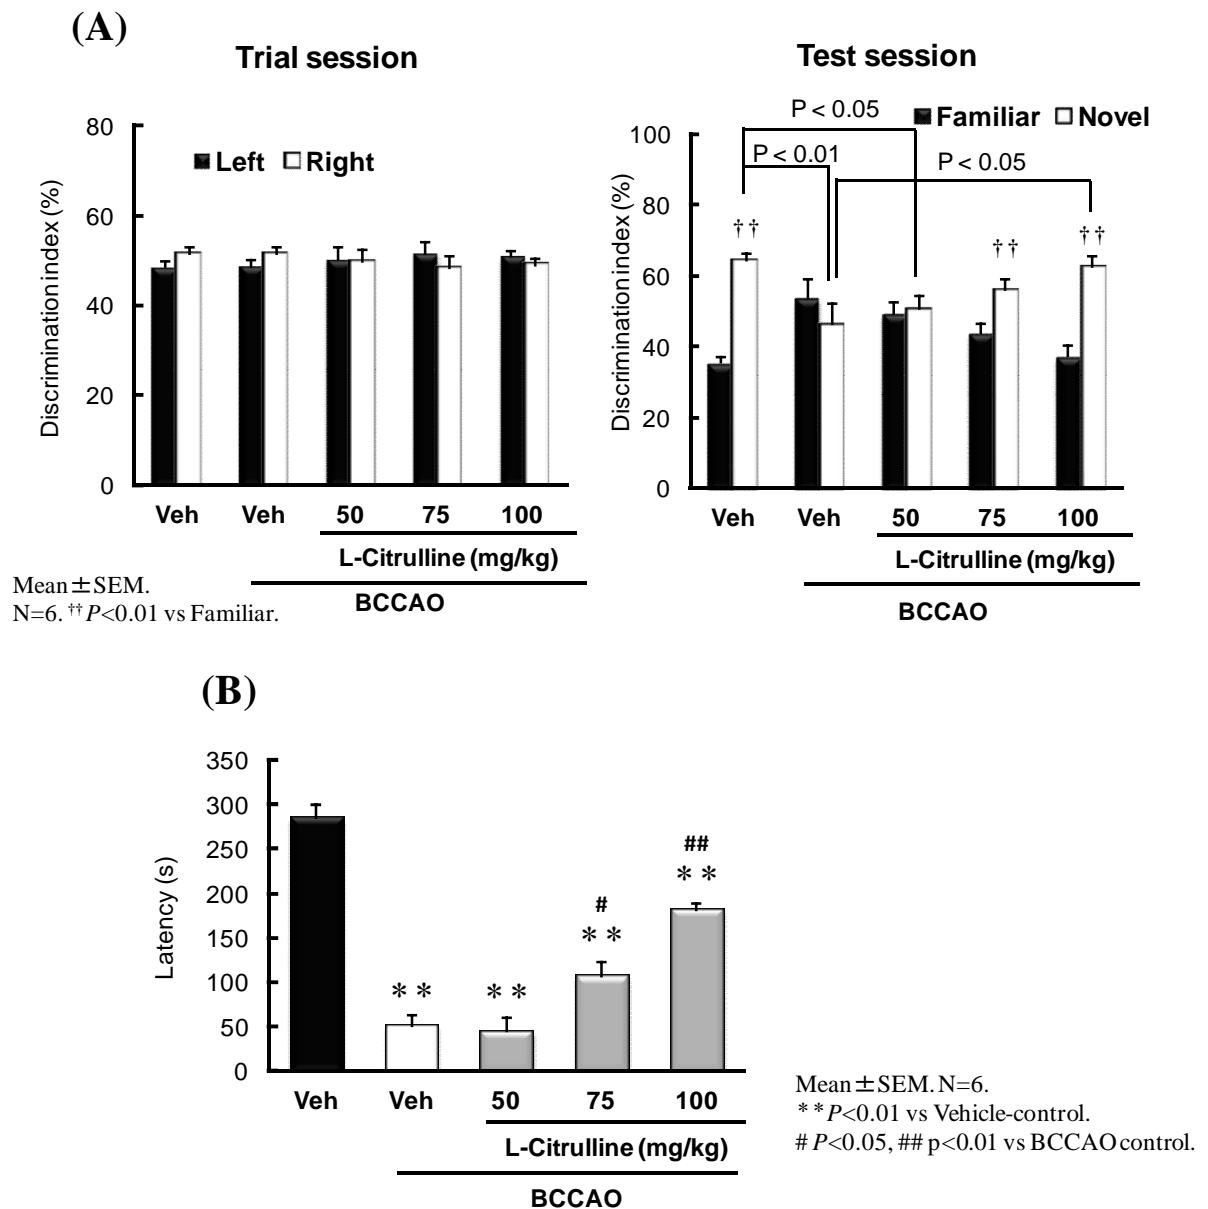 (A)
Trial session
Test session
80
60
40
20
0
Discrimination index (%)
Left Right
Veh Veh 50 75 100
L-Citrulline (mg/kg)
BCCAO
Mean ± SEM.
N=6. †† P<0.01 vs Familiar.
100
80
60
40
20
0
Discrimination index (%)
Familiar Novel
P < 0.05
P < 0.01
P < 0.05
††
††
††
Veh Veh 50 75 100
L-Citrulline (mg/kg)
BCCAO
(B)
350
300
250
200
150
100
50
0
Latency (s)
##
**
#
**
**
**
Veh Veh 50 75 100
L-Citrulline (mg/kg)
BCCAO
Mean ± SEM. N=6.
**P<0.01 vs Vehicle-control.
# P<0.05, ## p<0.01 vs BCCAO control.